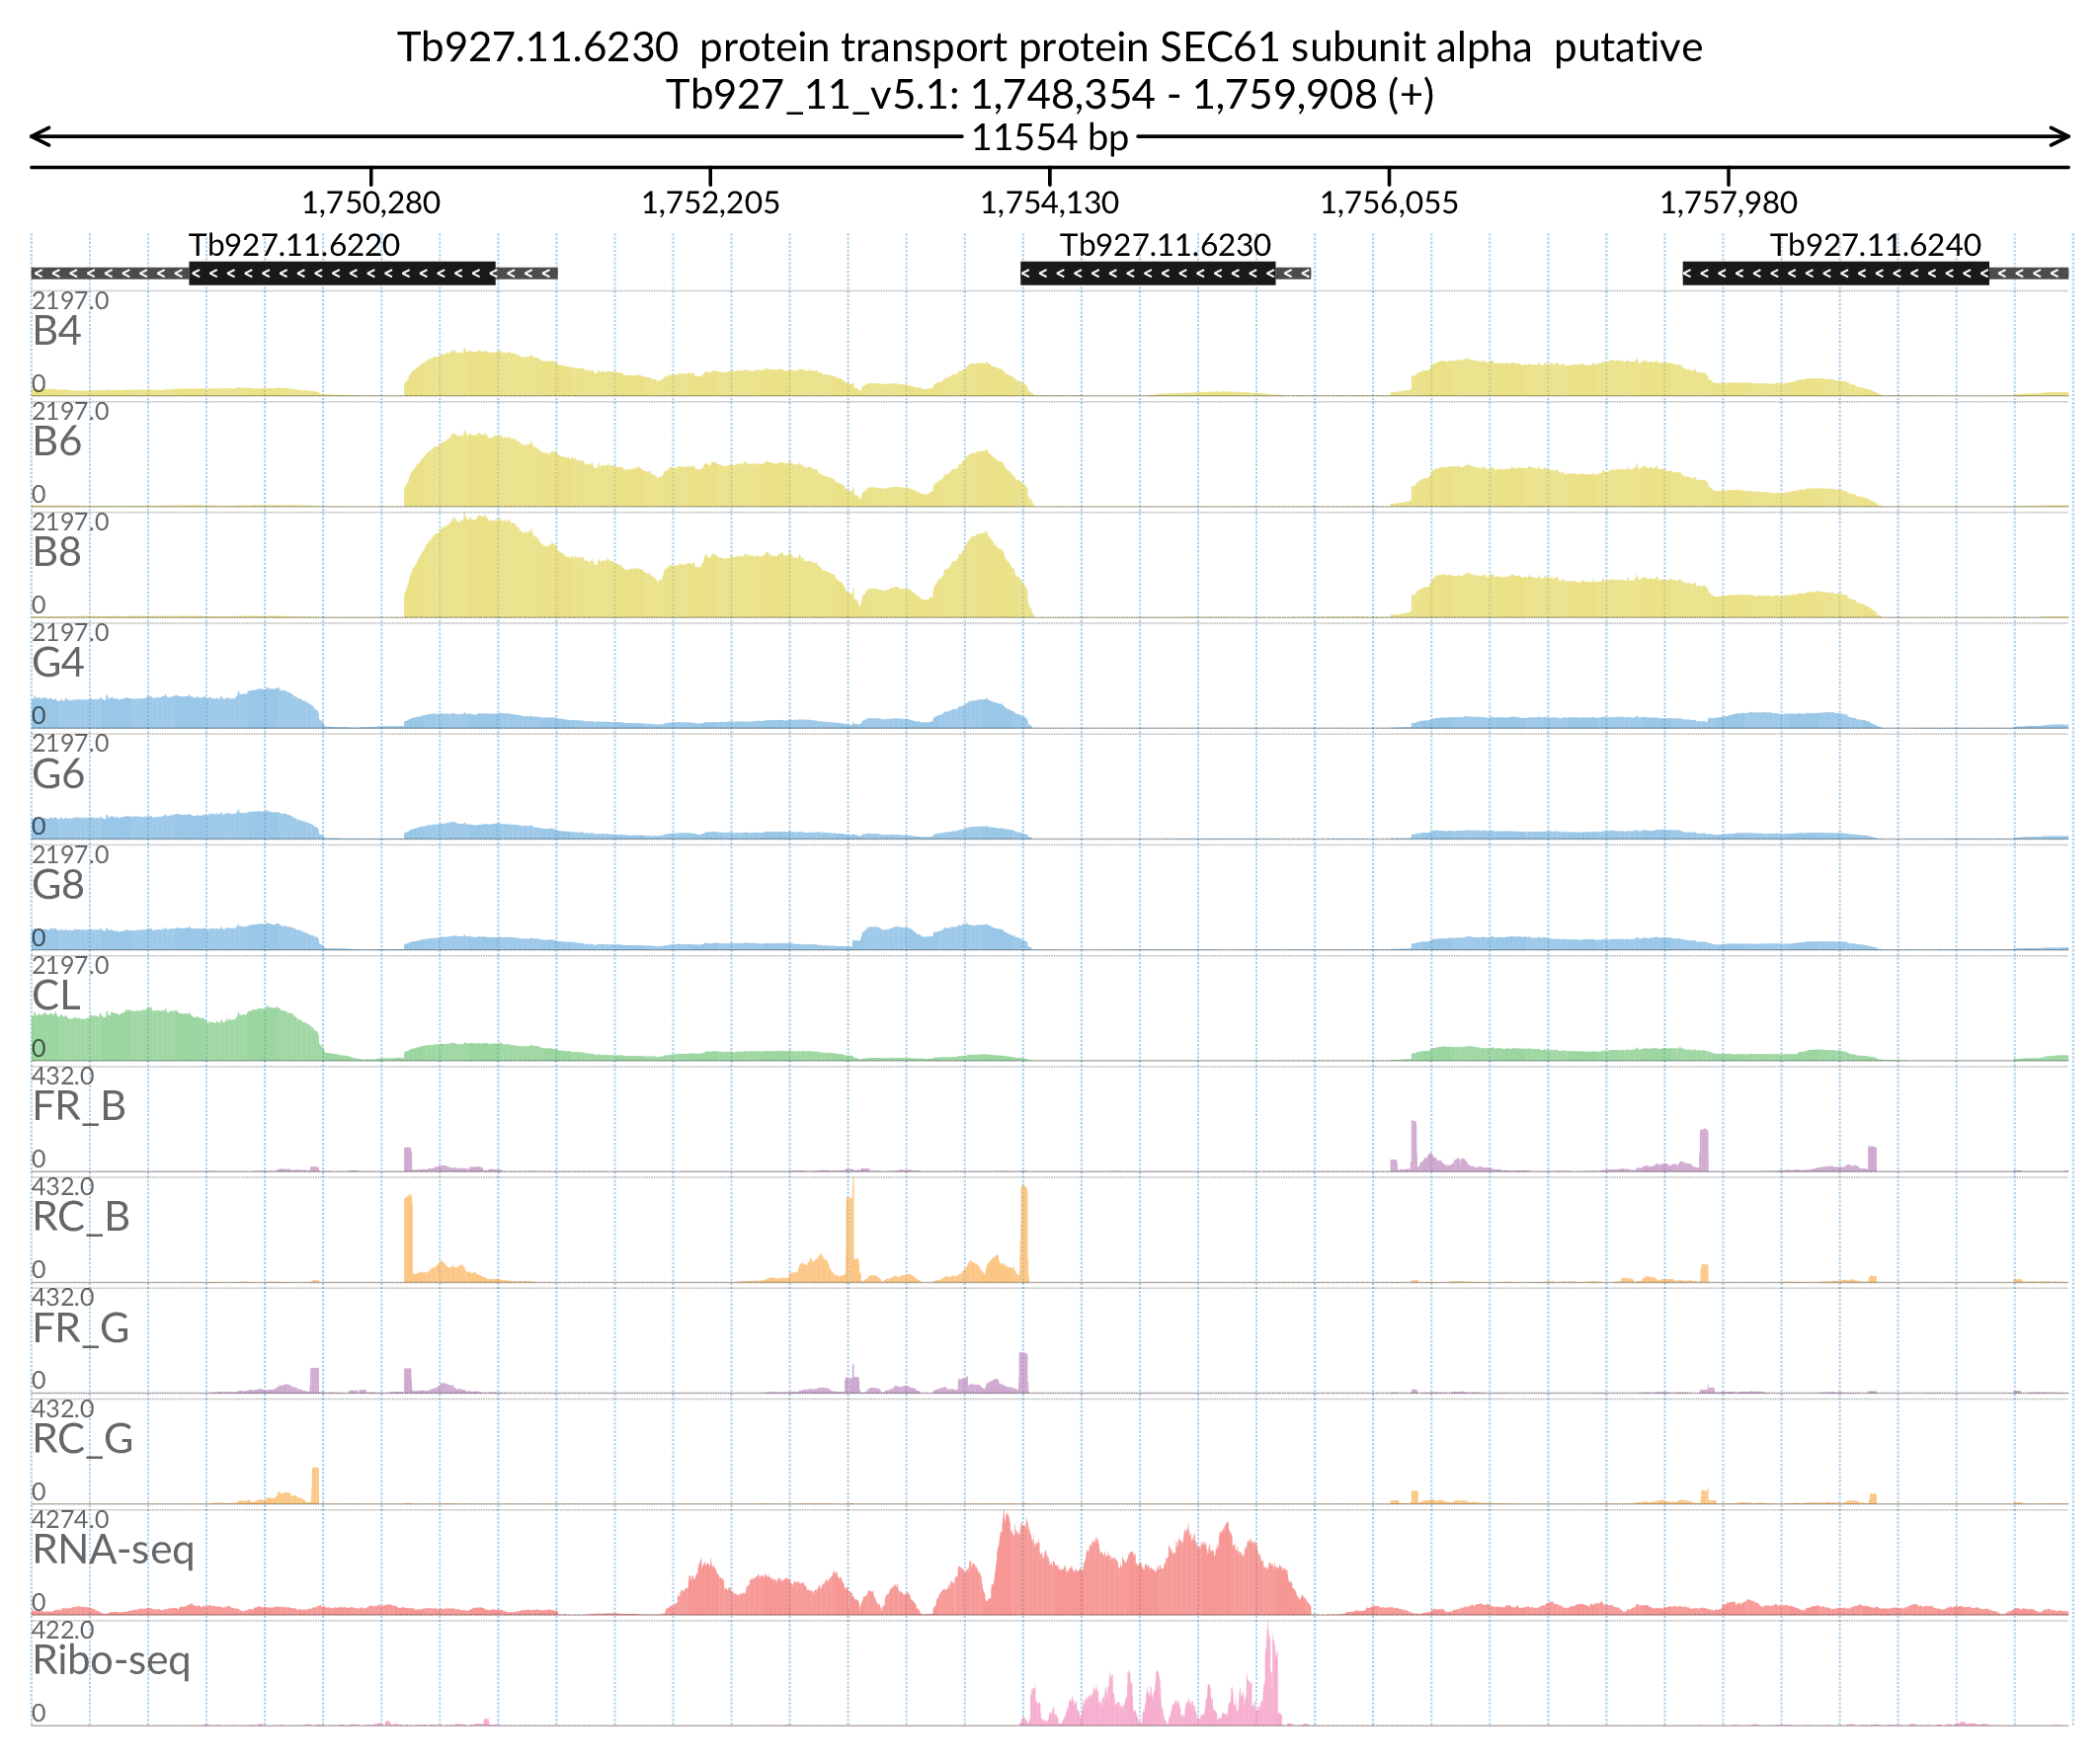 Tb927.11.6230 protein transport protein SEC61 subunit alpha putative
Tb927_11_v5.1: 1,748,354 - 1,759,908 (+)
11554 bp
1,750,280 1,752,205 1,754,130 1,756,055 1,757,980
Tb927.11.6220 Tb927.11.6230 Tb927.11.6240
2197.0
B4
0
2197.0
B6
0
2197.0
B8
0
2197.0
G4
0
2197.0
G6
0
2197.0
G8
0
2197.0
CL
0
432.0
FR_B
0
432.0
RC_B
0
432.0
FR_G
0
432.0
RC_G
0
4274.0
RNA-seq
0
422.0
Ribo-seq
0